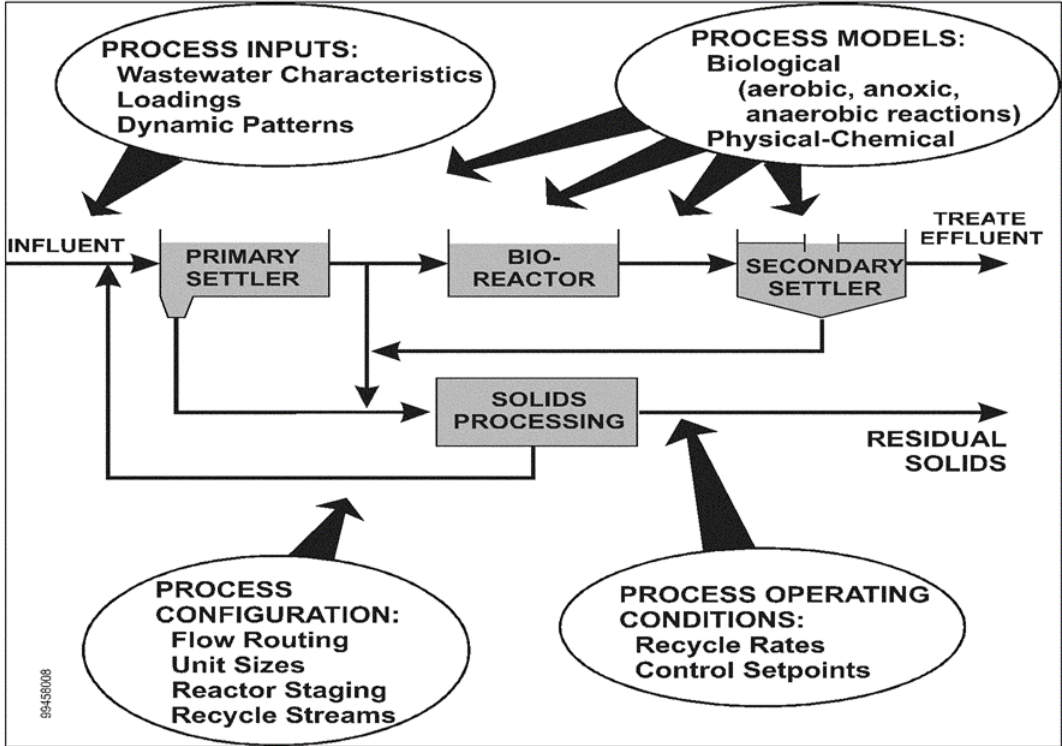 PROCESS INPUTS:
Wastewater Characteristics
Loadings
Dynamic Patterns
PROCESS MODELS:
Biological
(aerobic, anoxic,
anaerobic reactions)
Physical-Chemical
INFLUENT
PRIMARY
SETTLER
BIO-
REACTOR
SECONDARY
SETTLER
TREATE
EFFLUENT
SOLIDS
PROCESSING
RESIDUAL
SOLIDS
PROCESS
CONFIGURATION:
Flow Routing
Unit Sizes
Reactor Staging
Recycle Streams
PROCESS OPERATING
CONDITIONS:
Recycle Rates
Control Setpoints
99458008